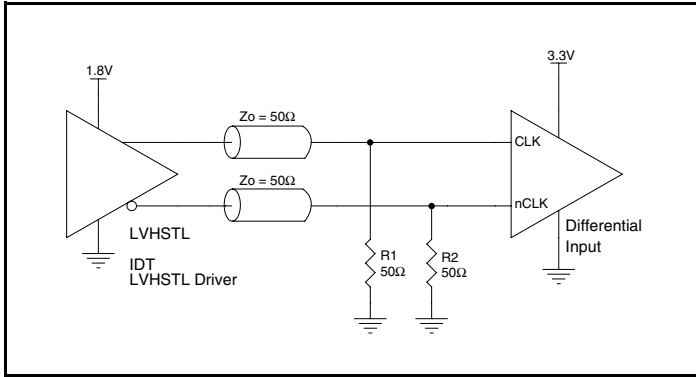 3.3V
1.8V
Zo = 50Ω
CLK
Zo = 50Ω
nCLK
LVHSTL
IDT
LVHSTL Driver
R1
50Ω
R2
50Ω
Differential
Input